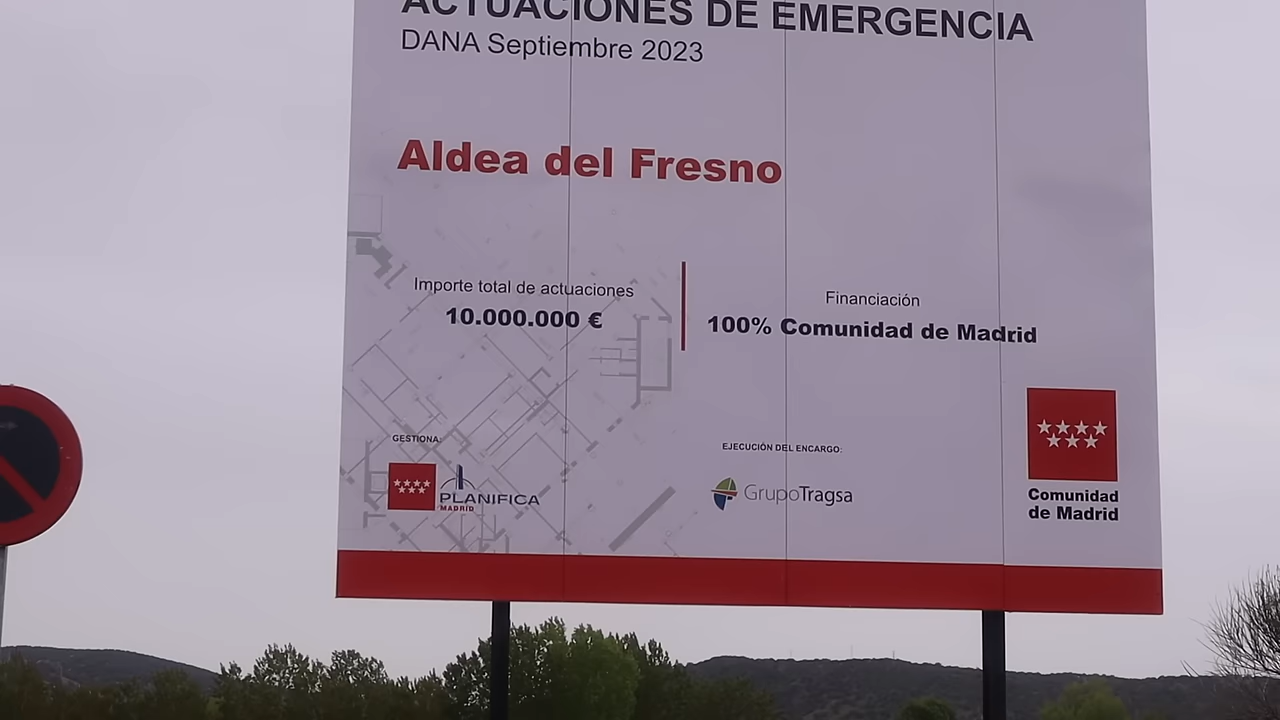 ACTUACIONES DE EMERGENCIA
DANA Septiembre 2023
Aldea del Fresno
Importe total de actuaciones
10.000.000 €
Financiación
100% Comunidad de Madrid
GESTIONA:
PLANIFICA
MADRID
EJECUCIÓN DEL ENCARGO:
GrupoTragsa
Comunidad
de Madrid